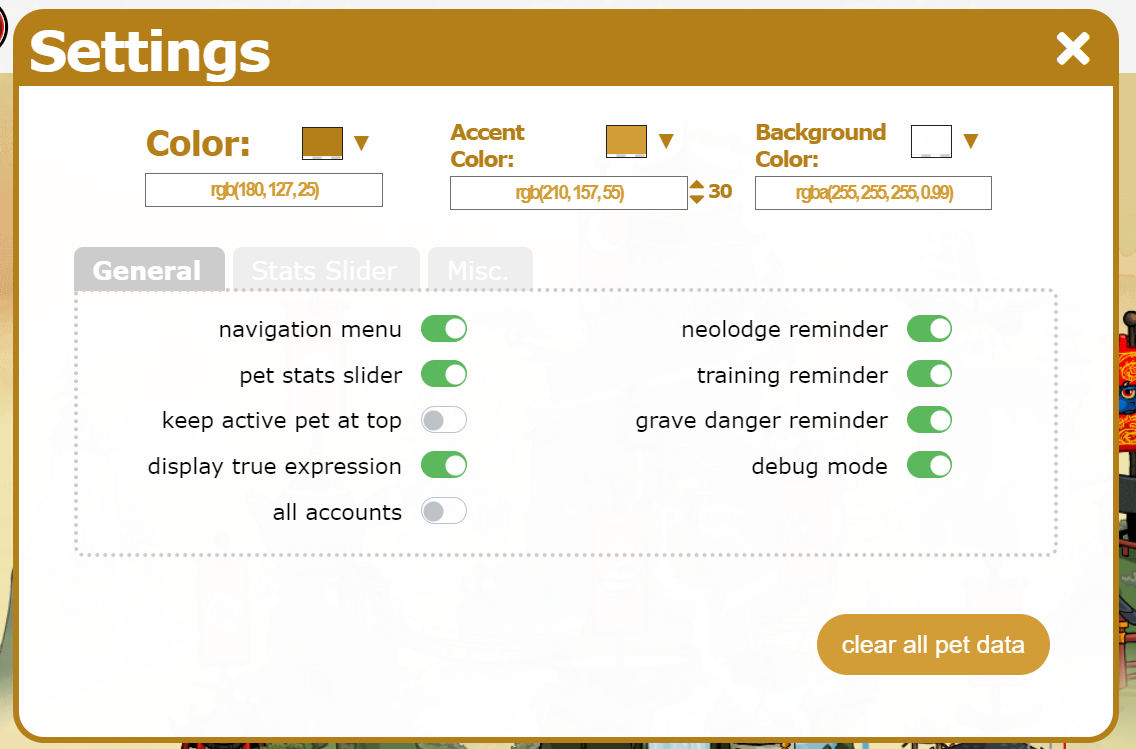 Settings
Color:
rgb(180, 127, 25)
Accent
Color:
rgb(210, 157, 55)
30
Background
Color:
rgba(255, 255, 255, 0.99)
General
Stats Slider
Misc.
navigation menu
pet stats slider
keep active pet at top
display true expression
all accounts
neolodge reminder
training reminder
grave danger reminder
debug mode
clear all pet data